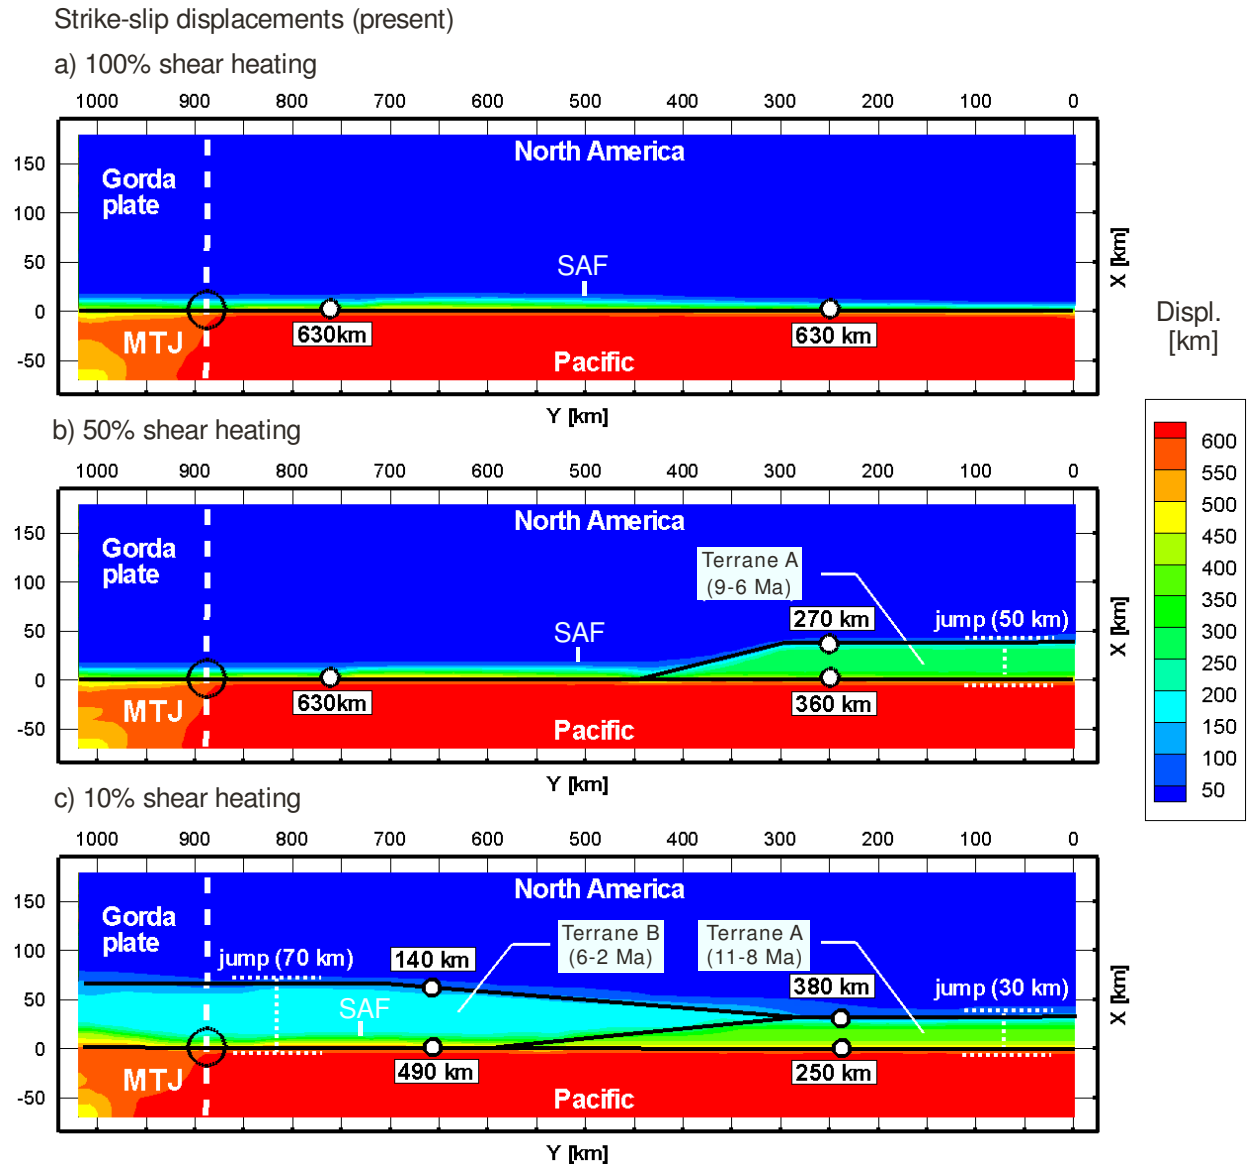 Strike-slip displacements (present)
a) 100% shear heating
1000 900 800 700 600 500 400 300 200 100 0
150
100
50
0
-50
North America
Gorda
plate
SAF
630km
630 km
MTJ
Pacific
X [km]
Y [km]
Displ.
[km]
600
550
500
450
400
350
300
250
200
150
100
50
b) 50% shear heating
1000 900 800 700 600 500 400 300 200 100 0
150
100
50
0
-50
North America
Gorda
plate
Terrane A
(9-6 Ma)
SAF
270 km
jump (50 km)
630km
360 km
MTJ
Pacific
X [km]
Y [km]
c) 10% shear heating
1000 900 800 700 600 500 400 300 200 100 0
150
100
50
0
-50
North America
Gorda
plate
jump (70 km)
140 km
Terrane B
(6-2 Ma)
Terrane A
(11-8 Ma)
380 km
jump (30 km)
SAF
490 km
250 km
MTJ
Pacific
X [km]
Y [km]